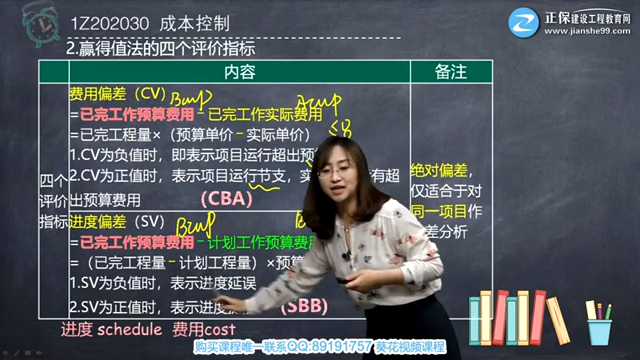 1Z202030 成本控制
正保建设工程教育网
www.jianshe99.com
2.赢得值法的四个评价指标
内容
备注
费用偏差（CV）
=已完工作预算费用－已完工作实际费用
=已完工程量×（预算单价－实际单价）
1.CV为负值时，即表示项目运行超出预
2.CV为正值时，表示项目运行节支，实 有超
出预算费用 （CBA）
四个
评价
指标
绝对偏差，
仅适合于对
同一项目作
差分析
进度偏差（SV）
=已完工作预算费用－计划工作预算费用
=（已完工程量－计划工程量）×预算
1.SV为负值时，表示进度延误
2.SV为正值时，表示进度 （SBB）
进度 schedule 费用cost
购买课程唯一联系QQ:89191757 葵花视频课程